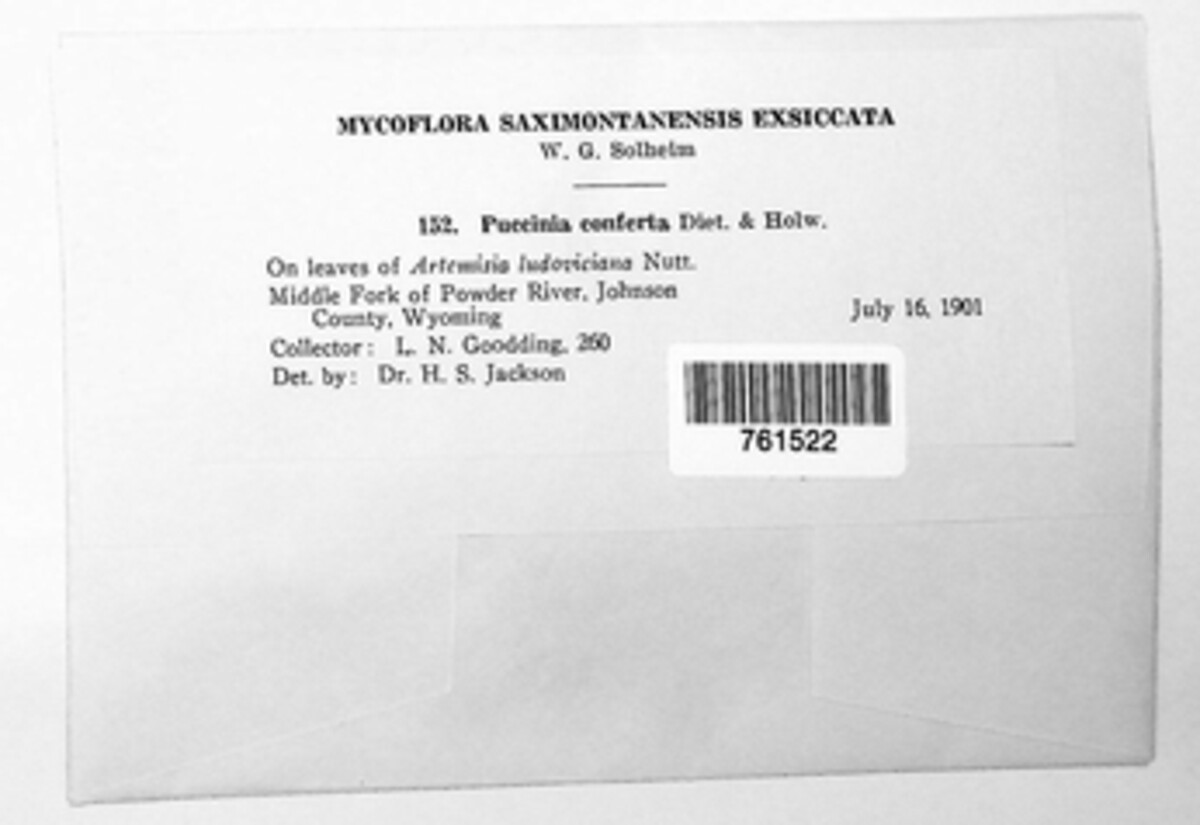 MYCOFLORA SAXIMONTANENSIS EXSICCATA
W. G. Solheim
152. Puccinia conferta Diet. & Holw.
On leaves of Artemisia ludoviciana Nutt.
Middle Fork of Powder River, Johnson
County, Wyoming
July 16, 1901
Collector: L. N. Goodding, 260
Det. by: Dr. H. S. Jackson
761522